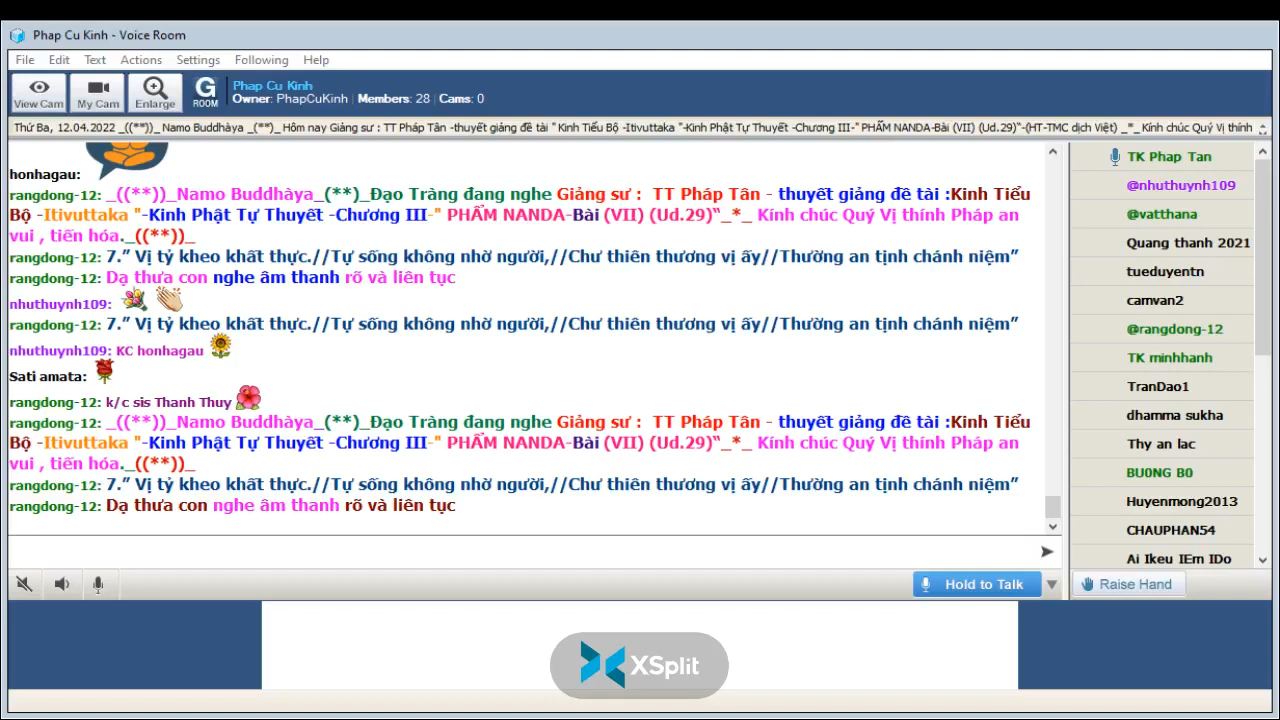 Phap Cu Kinh - Voice Room
File Edit Text Actions Settings Following Help
View Cam My Cam Enlarge G ROOM
Phap Cu Kinh
Owner: PhapCuKinh | Members: 28 | Cams: 0
Thứ Ba, 12.04.2022 _((**))_ Namo Buddhàya _(**)_ Hôm nay Giảng sư : TT Pháp Tân -thuyết giảng đề tài " Kinh Tiểu Bộ -Itivuttaka "-Kinh Phật Tự Thuyết -Chương III-" PHẨM NANDA-Bài (VII) (Ud.29)"-(HT-TMC dịch Việt) _*_ Kính chúc Quý Vị thính
honhagau:
rangdong-12: _((**))_Namo Buddhàya_(**)_Đạo Tràng đang nghe Giảng sư : TT Pháp Tân - thuyết giảng đề tài :Kinh Tiểu
Bộ -Itivuttaka "-Kinh Phật Tự Thuyết -Chương III-" PHẨM NANDA-Bài (VII) (Ud.29)“_*_ Kính chúc Quý Vị thính Pháp an
vui , tiến hóa._((**))_
rangdong-12: 7.” Vị tỷ kheo khất thực.//Tự sống không nhờ người,//Chư thiên thương vị ấy//Thường an tịnh chánh niệm”
rangdong-12: Dạ thưa con nghe âm thanh rõ và liên tục
nhuthuynh109:
rangdong-12: 7.” Vị tỷ kheo khất thực.//Tự sống không nhờ người,//Chư thiên thương vị ấy//Thường an tịnh chánh niệm”
nhuthuynh109: KC honhagau
Sati amata:
rangdong-12: k/c sis Thanh Thuy
rangdong-12: _((**))_Namo Buddhàya_(**)_Đạo Tràng đang nghe Giảng sư : TT Pháp Tân - thuyết giảng đề tài :Kinh Tiểu
Bộ -Itivuttaka "-Kinh Phật Tự Thuyết -Chương III-" PHẨM NANDA-Bài (VII) (Ud.29)“_*_ Kính chúc Quý Vị thính Pháp an
vui , tiến hóa._((**))_
rangdong-12: 7.” Vị tỷ kheo khất thực.//Tự sống không nhờ người,//Chư thiên thương vị ấy//Thường an tịnh chánh niệm”
rangdong-12: Dạ thưa con nghe âm thanh rõ và liên tục
TK Phap Tan
@nhuthuynh109
@vatthana
Quang thanh 2021
tueduyentn
camvan2
@rangdong-12
TK minhhanh
TranDao1
dhamma sukha
Thy an lac
BU0NG B0
Huyenmong2013
CHAUPHAN54
Ai Ikeu IEm IDo
Hold to Talk
Raise Hand
XSplit